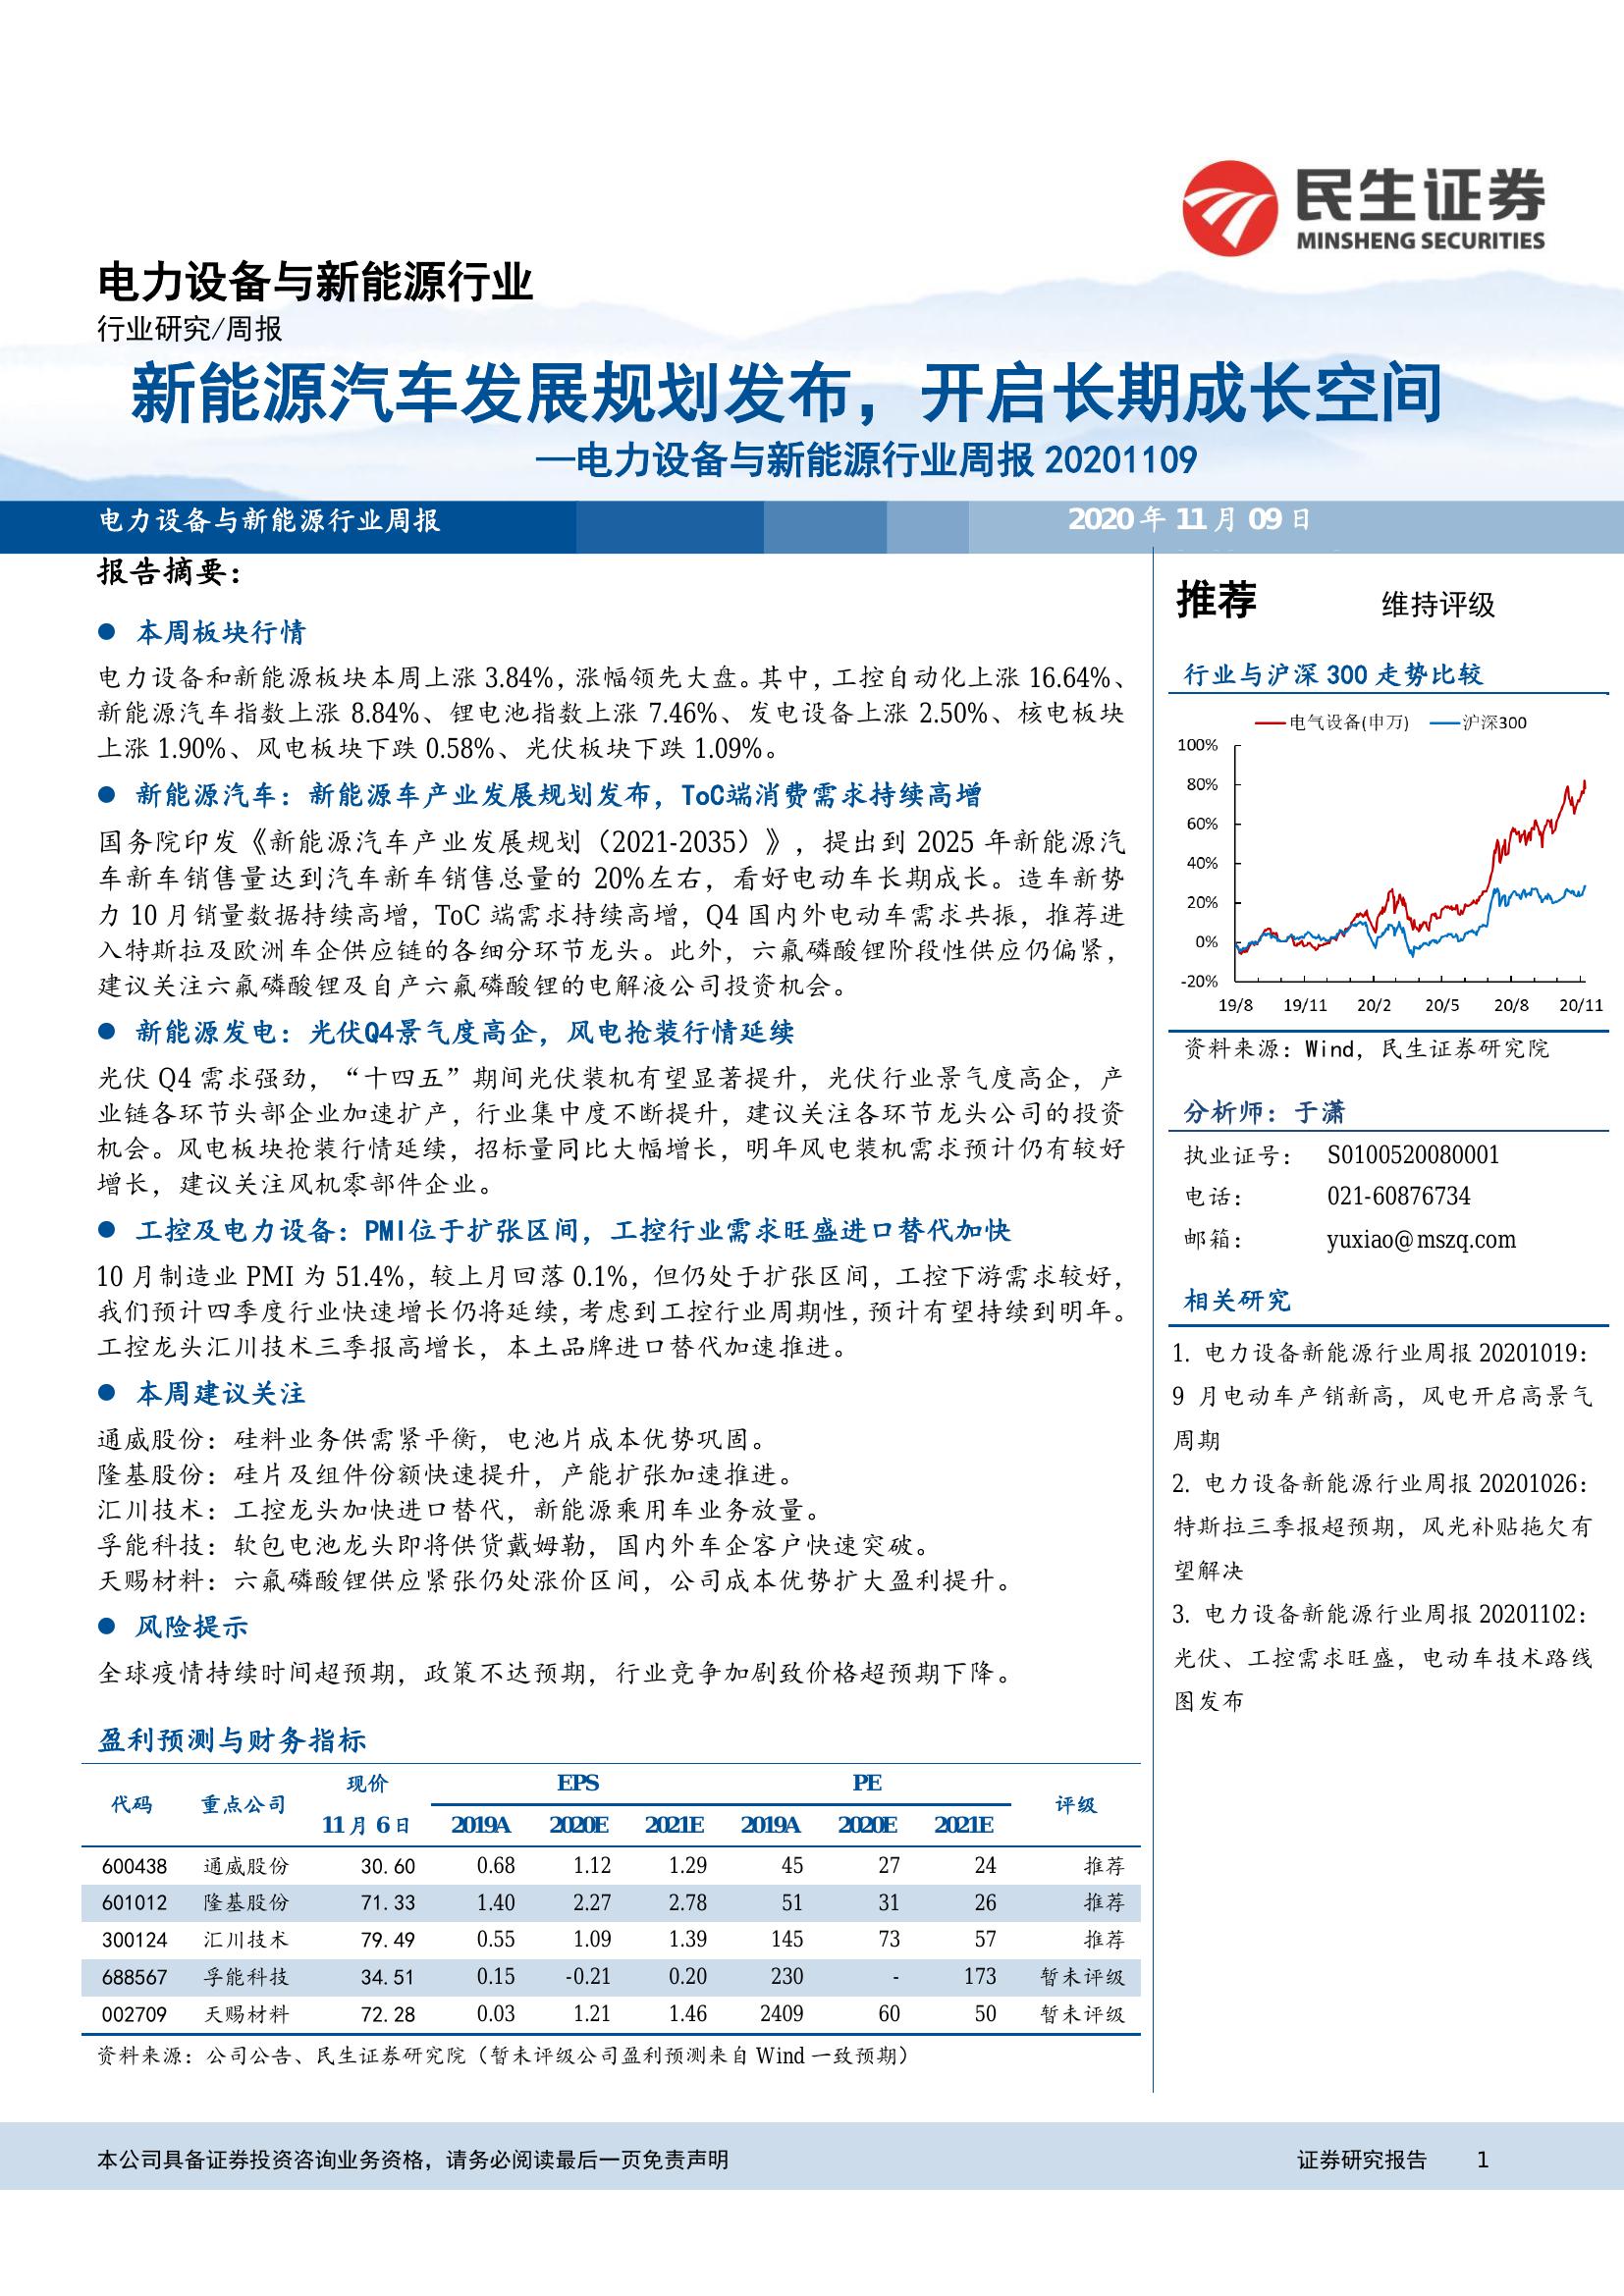 民生证券
MINSHENG SECURITIES
电力设备与新能源行业
行业研究/周报
新能源汽车发展规划发布，开启长期成长空间
—电力设备与新能源行业周报 20201109
电力设备与新能源行业周报
2020 年 11 月 09 日
报告摘要：
● 本周板块行情
电力设备和新能源板块本周上涨 3.84%，涨幅领先大盘。其中，工控自动化上涨 16.64%、
新能源汽车指数上涨 8.84%、锂电池指数上涨 7.46%、发电设备上涨 2.50%、核电板块
上涨 1.90%、风电板块下跌 0.58%、光伏板块下跌 1.09%。
● 新能源汽车：新能源车产业发展规划发布，ToC端消费需求持续高增
国务院印发《新能源汽车产业发展规划（2021-2035）》，提出到 2025 年新能源汽
车新车销售量达到汽车新车销售总量的 20%左右，看好电动车长期成长。造车新势
力 10 月销量数据持续高增，ToC 端需求持续高增，Q4 国内外电动车需求共振，推荐进
入特斯拉及欧洲车企供应链的各细分环节龙头。此外，六氟磷酸锂阶段性供应仍偏紧，
建议关注六氟磷酸锂及自产六氟磷酸锂的电解液公司投资机会。
● 新能源发电：光伏Q4景气度高企，风电抢装行情延续
光伏 Q4 需求强劲，“十四五”期间光伏装机有望显著提升，光伏行业景气度高企，产
业链各环节头部企业加速扩产，行业集中度不断提升，建议关注各环节龙头公司的投资
机会。风电板块抢装行情延续，招标量同比大幅增长，明年风电装机需求预计仍有较好
增长，建议关注风机零部件企业。
● 工控及电力设备：PMI位于扩张区间，工控行业需求旺盛进口替代加快
10 月制造业 PMI 为 51.4%，较上月回落 0.1%，但仍处于扩张区间，工控下游需求较好，
我们预计四季度行业快速增长仍将延续，考虑到工控行业周期性，预计有望持续到明年。
工控龙头汇川技术三季报高增长，本土品牌进口替代加速推进。
● 本周建议关注
通威股份：硅料业务供需紧平衡，电池片成本优势巩固。
隆基股份：硅片及组件份额快速提升，产能扩张加速推进。
汇川技术：工控龙头加快进口替代，新能源乘用车业务放量。
孚能科技：软包电池龙头即将供货戴姆勒，国内外车企客户快速突破。
天赐材料：六氟磷酸锂供应紧张仍处涨价区间，公司成本优势扩大盈利提升。
● 风险提示
全球疫情持续时间超预期，政策不达预期，行业竞争加剧致价格超预期下降。
盈利预测与财务指标
代码 重点公司 现价 EPS PE 评级
11 月 6 日 2019A 2020E 2021E 2019A 2020E 2021E
600438 通威股份 30.60 0.68 1.12 1.29 45 27 24 推荐
601012 隆基股份 71.33 1.40 2.27 2.78 51 31 26 推荐
300124 汇川技术 79.49 0.55 1.09 1.39 145 73 57 推荐
688567 孚能科技 34.51 0.15 -0.21 0.20 230 - 173 暂未评级
002709 天赐材料 72.28 0.03 1.21 1.46 2409 60 50 暂未评级
资料来源：公司公告、民生证券研究院（暂未评级公司盈利预测来自 Wind 一致预期）
推荐 维持评级
行业与沪深 300 走势比较
电气设备(申万) 沪深300
100%
80%
60%
40%
20%
0%
-20%
19/8 19/11 20/2 20/5 20/8 20/11
资料来源：Wind，民生证券研究院
分析师：于潇
执业证号： S0100520080001
电话： 021-60876734
邮箱： yuxiao@mszq.com
相关研究
1. 电力设备新能源行业周报 20201019：
9 月电动车产销新高，风电开启高景气
周期
2. 电力设备新能源行业周报 20201026：
特斯拉三季报超预期，风光补贴拖欠有
望解决
3. 电力设备新能源行业周报 20201102：
光伏、工控需求旺盛，电动车技术路线
图发布
本公司具备证券投资咨询业务资格，请务必阅读最后一页免责声明
证券研究报告 1